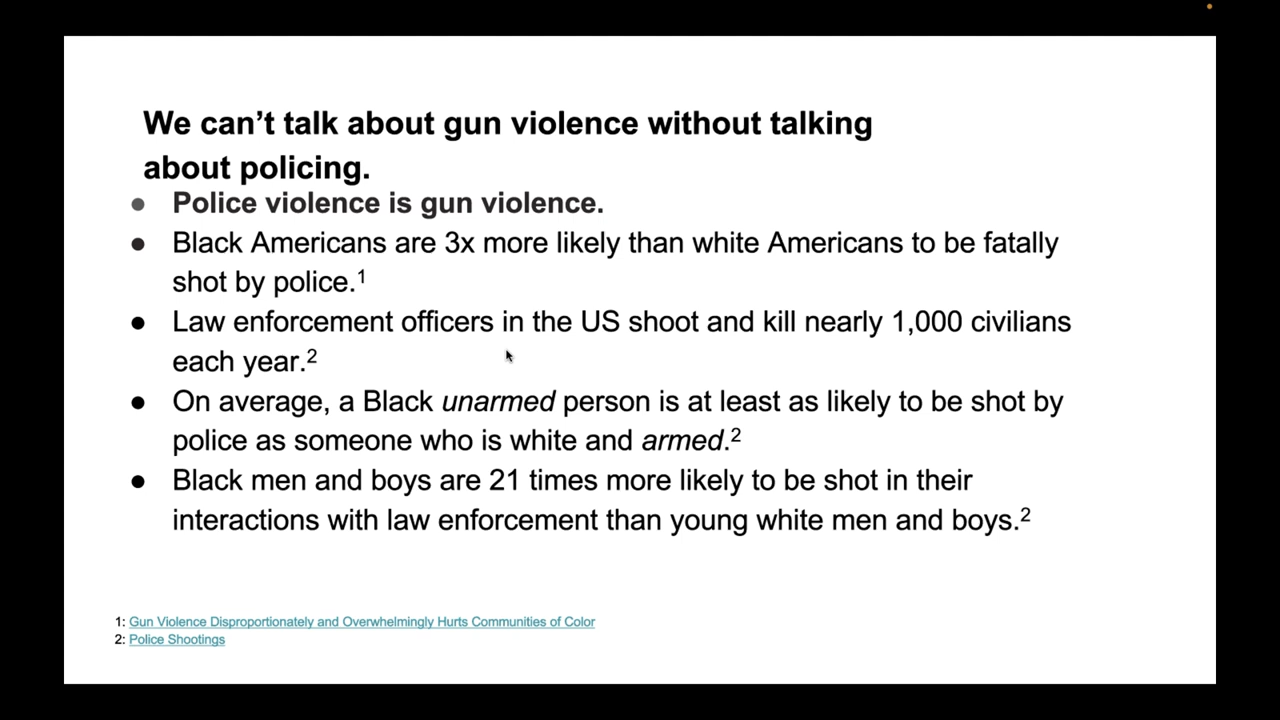 We can’t talk about gun violence without talking
about policing.
● Police violence is gun violence.
● Black Americans are 3x more likely than white Americans to be fatally
shot by police.¹
● Law enforcement officers in the US shoot and kill nearly 1,000 civilians
each year.²
● On average, a Black unarmed person is at least as likely to be shot by
police as someone who is white and armed.²
● Black men and boys are 21 times more likely to be shot in their
interactions with law enforcement than young white men and boys.²
1: Gun Violence Disproportionately and Overwhelmingly Hurts Communities of Color
2: Police Shootings